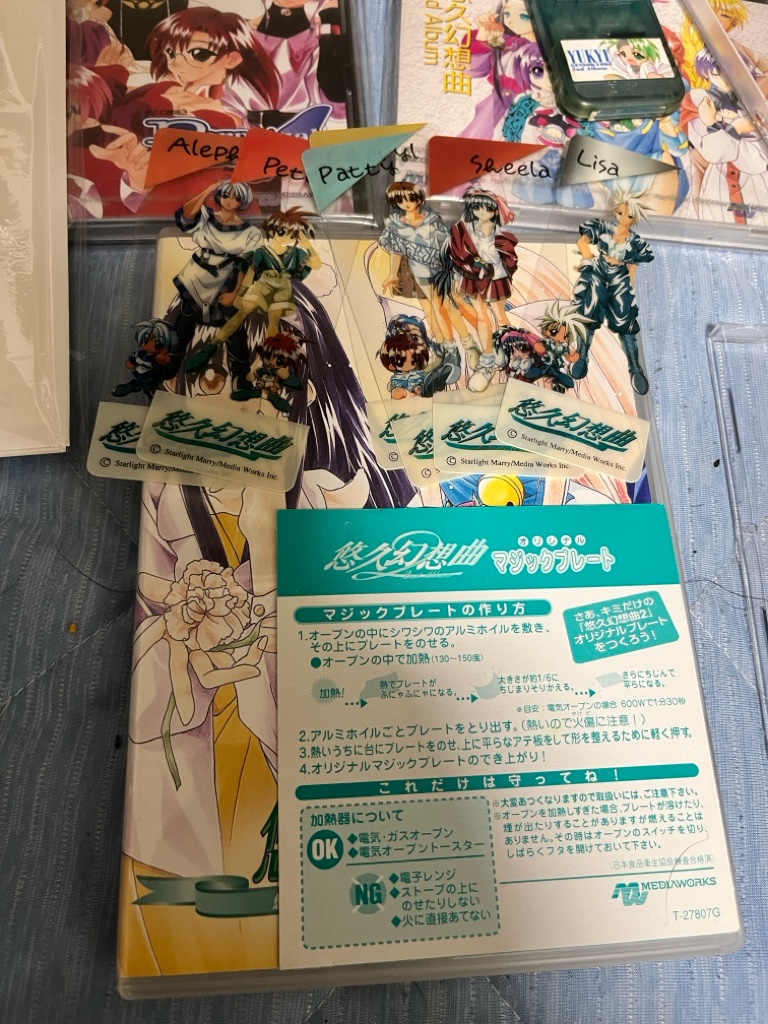 久幻想曲
2nd Album
YUKYU
2nd Album
Aleph
Pet
Patty
Sheela
Lisa
悠久幻想曲
© Starlight Marry/Media Works Inc.
悠久幻想曲
© Starlight Marry/Media Works Inc.
悠久幻想曲
© Starlight Marry/Media Works Inc.
悠久幻想曲2
2nd Album
オリジナル
マジックプレート
マジックプレートの作り方
さあ、キミだけの
「悠久幻想曲2」
オリジナルプレート
をつくろう！
1.オーブンの中にシワシワのアルミホイルを敷き、
その上にプレートをのせる。
●オーブンの中で加熱(130〜150度)
加熱!
熱でプレートが
ふにゃふにゃになる。
大きさが約1/6に
ちじまりそりかえる。
さらにちじんで
平らになる。
※目安：電気オーブンの場合 600Wで1分30秒
2.アルミホイルごとプレートをとり出す。(熱いので火傷に注意！)
やけど
3.熱いうちに台にプレートをのせ、上に平らなアテ板をして形を整えるために軽く押す。
4.オリジナルマジックプレートのでき上がり！
これだけは守ってね！
加熱器について
OK
◆電気・ガスオーブン
◆電気オーブントースター
NG
◆電子レンジ
◆ストーブの上に
のせたりしない
◆火に直接あてない
※大変あつくなりますので取扱いには、ご注意下さい。
※オーブンを加熱しすぎた場合、プレートが溶けたり、
煙が出たりすることがありますが燃えることは
ありません。その時はオーブンのスイッチを切り、
しばらくフタを開けておいて下さい。
(日本食品衛生協会検査合格済)
MEDIAWORKS
T-27807G